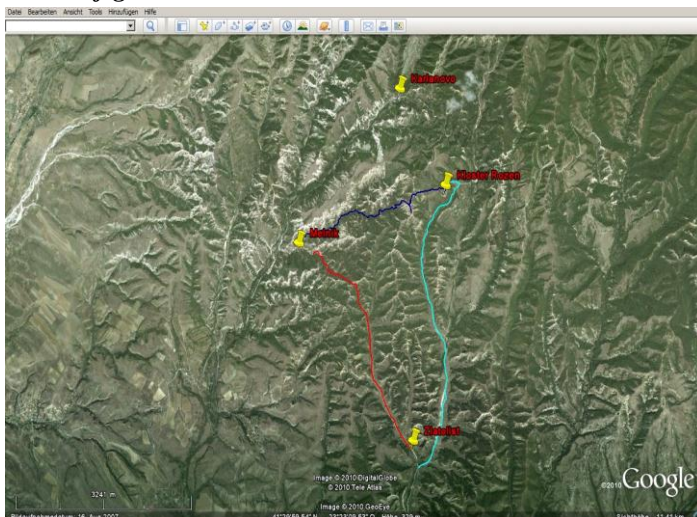 Datei Bearbeiten Ansicht Tools Hinzufügen Hilfe
Karlanovo
Kloster Rozen
Melnik
Zlatolist
Image © 2010 DigitalGlobe
© 2010 Tele Atlas
Image © 2010 GeoEye
©2010 Google
3241 m